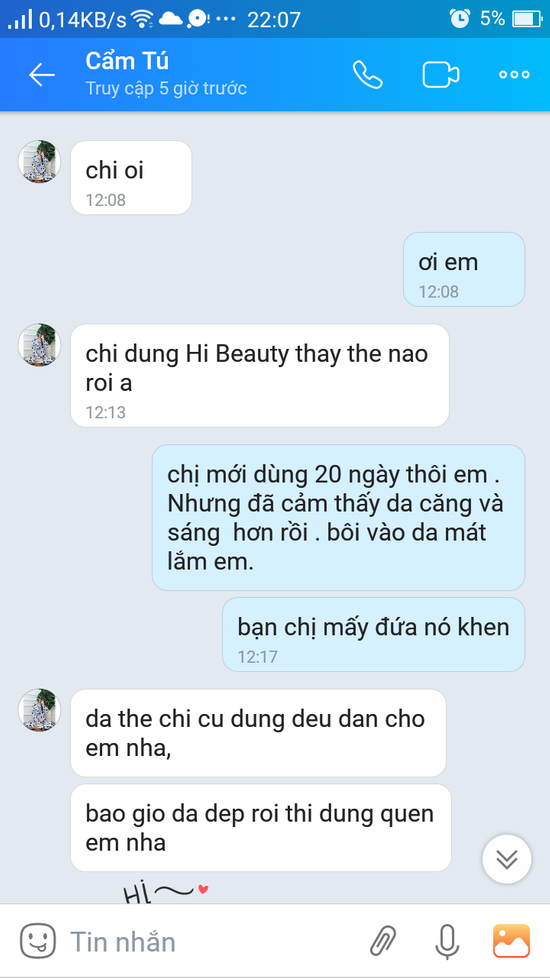 0,14KB/s 22:07 5%
Cẩm Tú
Truy cập 5 giờ trước
chi oi
12:08
ơi em
12:08
chi dung Hi Beauty thay the nao
roi a
12:13
chị mới dùng 20 ngày thôi em .
Nhưng đã cảm thấy da căng và
sáng hơn rồi . bôi vào da mát
lắm em.
bạn chị mấy đứa nó khen
12:17
da the chi cu dung deu dan cho
em nha,
bao gio da dep roi thi dung quen
em nha
Hi
Tin nhắn